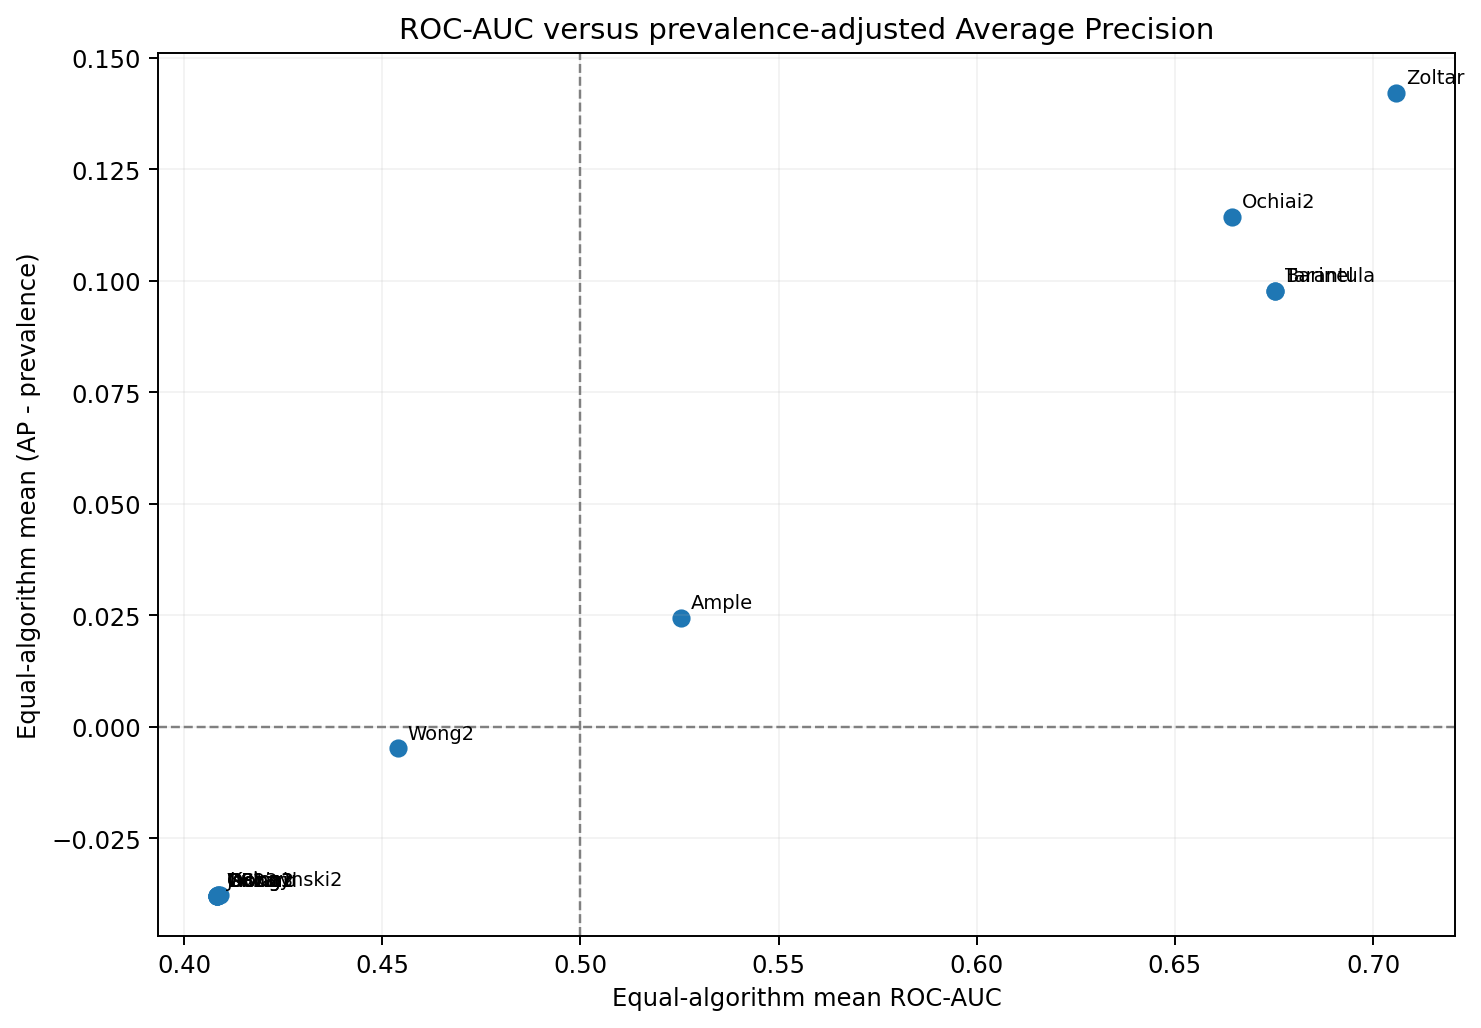 ROC-AUC versus prevalence-adjusted Average Precision
Equal-algorithm mean (AP - prevalence)
0.150
0.125
0.100
0.075
0.050
0.025
0.000
−0.025
Zoltar
Ochiai2
Ample
Wong2
0.40
0.45
0.50
0.55
0.60
0.65
0.70
Equal-algorithm mean ROC-AUC